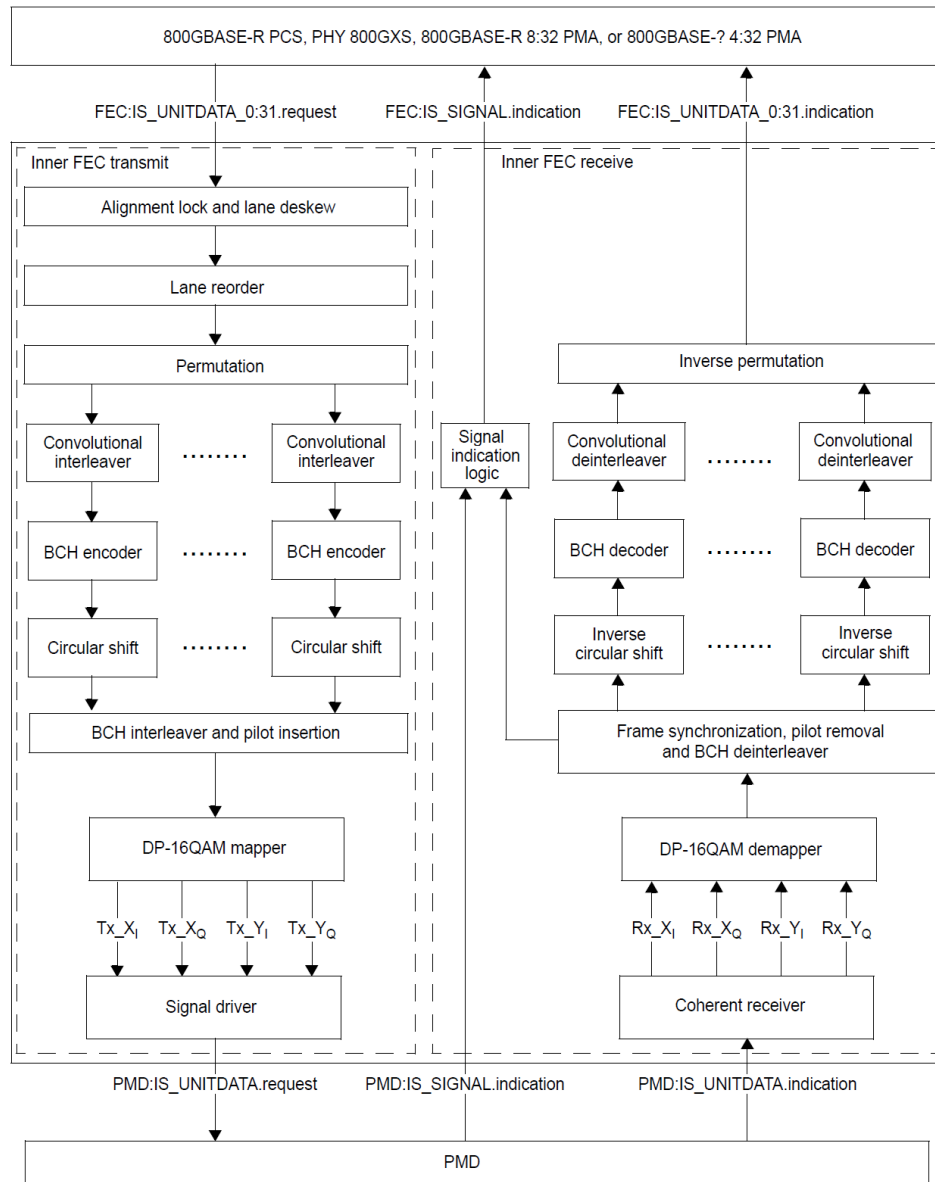 800GBASE-R PCS, PHY 800GXS, 800GBASE-R 8:32 PMA, or 800GBASE-? 4:32 PMA
FEC:IS_UNITDATA_0:31.request
FEC:IS_SIGNAL.indication
FEC:IS_UNITDATA_0:31.indication
Inner FEC transmit
Inner FEC receive
Alignment lock and lane deskew
Lane reorder
Permutation
Inverse permutation
Convolutional
interleaver
........
Convolutional
interleaver
Signal
indication
logic
Convolutional
deinterleaver
........
Convolutional
deinterleaver
BCH encoder
........
BCH encoder
BCH decoder
........
BCH decoder
Circular shift
........
Circular shift
Inverse
circular shift
........
Inverse
circular shift
BCH interleaver and pilot insertion
Frame synchronization, pilot removal
and BCH deinterleaver
DP-16QAM mapper
DP-16QAM demapper
Tx_XI Tx_XQ Tx_YI Tx_YQ
Rx_XI Rx_XQ Rx_YI Rx_YQ
Signal driver
Coherent receiver
PMD:IS_UNITDATA.request
PMD:IS_SIGNAL.indication
PMD:IS_UNITDATA.indication
PMD